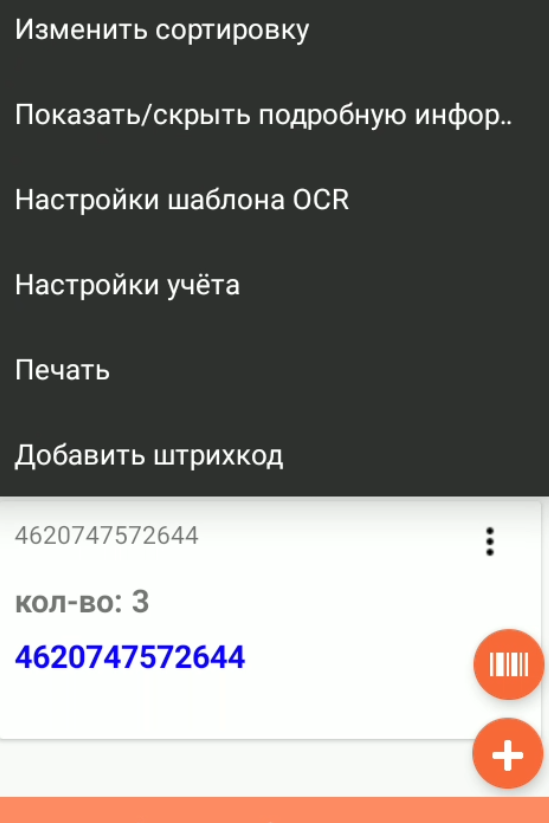 Изменить сортировку
Показать/скрыть подробную инфор..
Настройки шаблона OCR
Настройки учёта
Печать
Добавить штрихкод
4620747572644
кол-во: 3
4620747572644